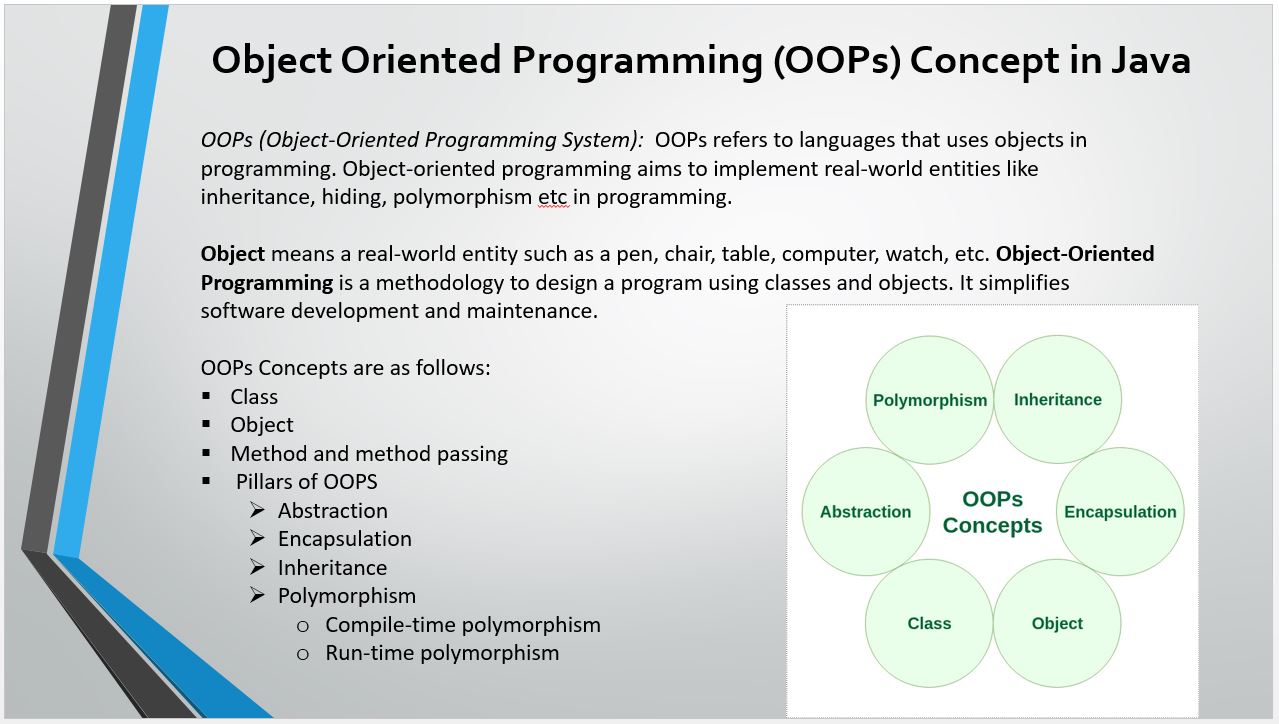 Object Oriented Programming (OOPs) Concept in Java
OOPs (Object-Oriented Programming System): OOPs refers to languages that uses objects in
programming. Object-oriented programming aims to implement real-world entities like
inheritance, hiding, polymorphism etc in programming.
Object means a real-world entity such as a pen, chair, table, computer, watch, etc. Object-Oriented
Programming is a methodology to design a program using classes and objects. It simplifies
software development and maintenance.
OOPs Concepts are as follows:
▪ Class
▪ Object
▪ Method and method passing
▪ Pillars of OOPS
➢ Abstraction
➢ Encapsulation
➢ Inheritance
➢ Polymorphism
o Compile-time polymorphism
o Run-time polymorphism
Polymorphism
Inheritance
Abstraction
OOPs
Concepts
Encapsulation
Class
Object